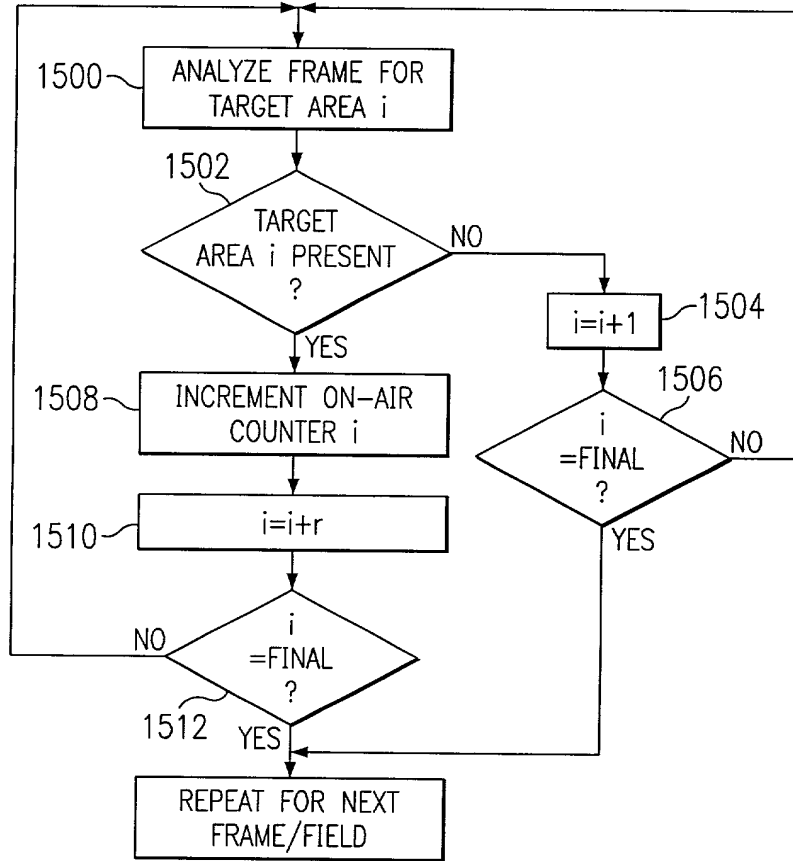 1500
ANALYZE FRAME FOR
TARGET AREA i
1502
TARGET
AREA i PRESENT
?
NO
YES
i=i+1
1504
1506
i
=FINAL
?
NO
YES
1508
INCREMENT ON-AIR
COUNTER i
1510
i=i+r
i
=FINAL
?
NO
1512
YES
REPEAT FOR NEXT
FRAME/FIELD